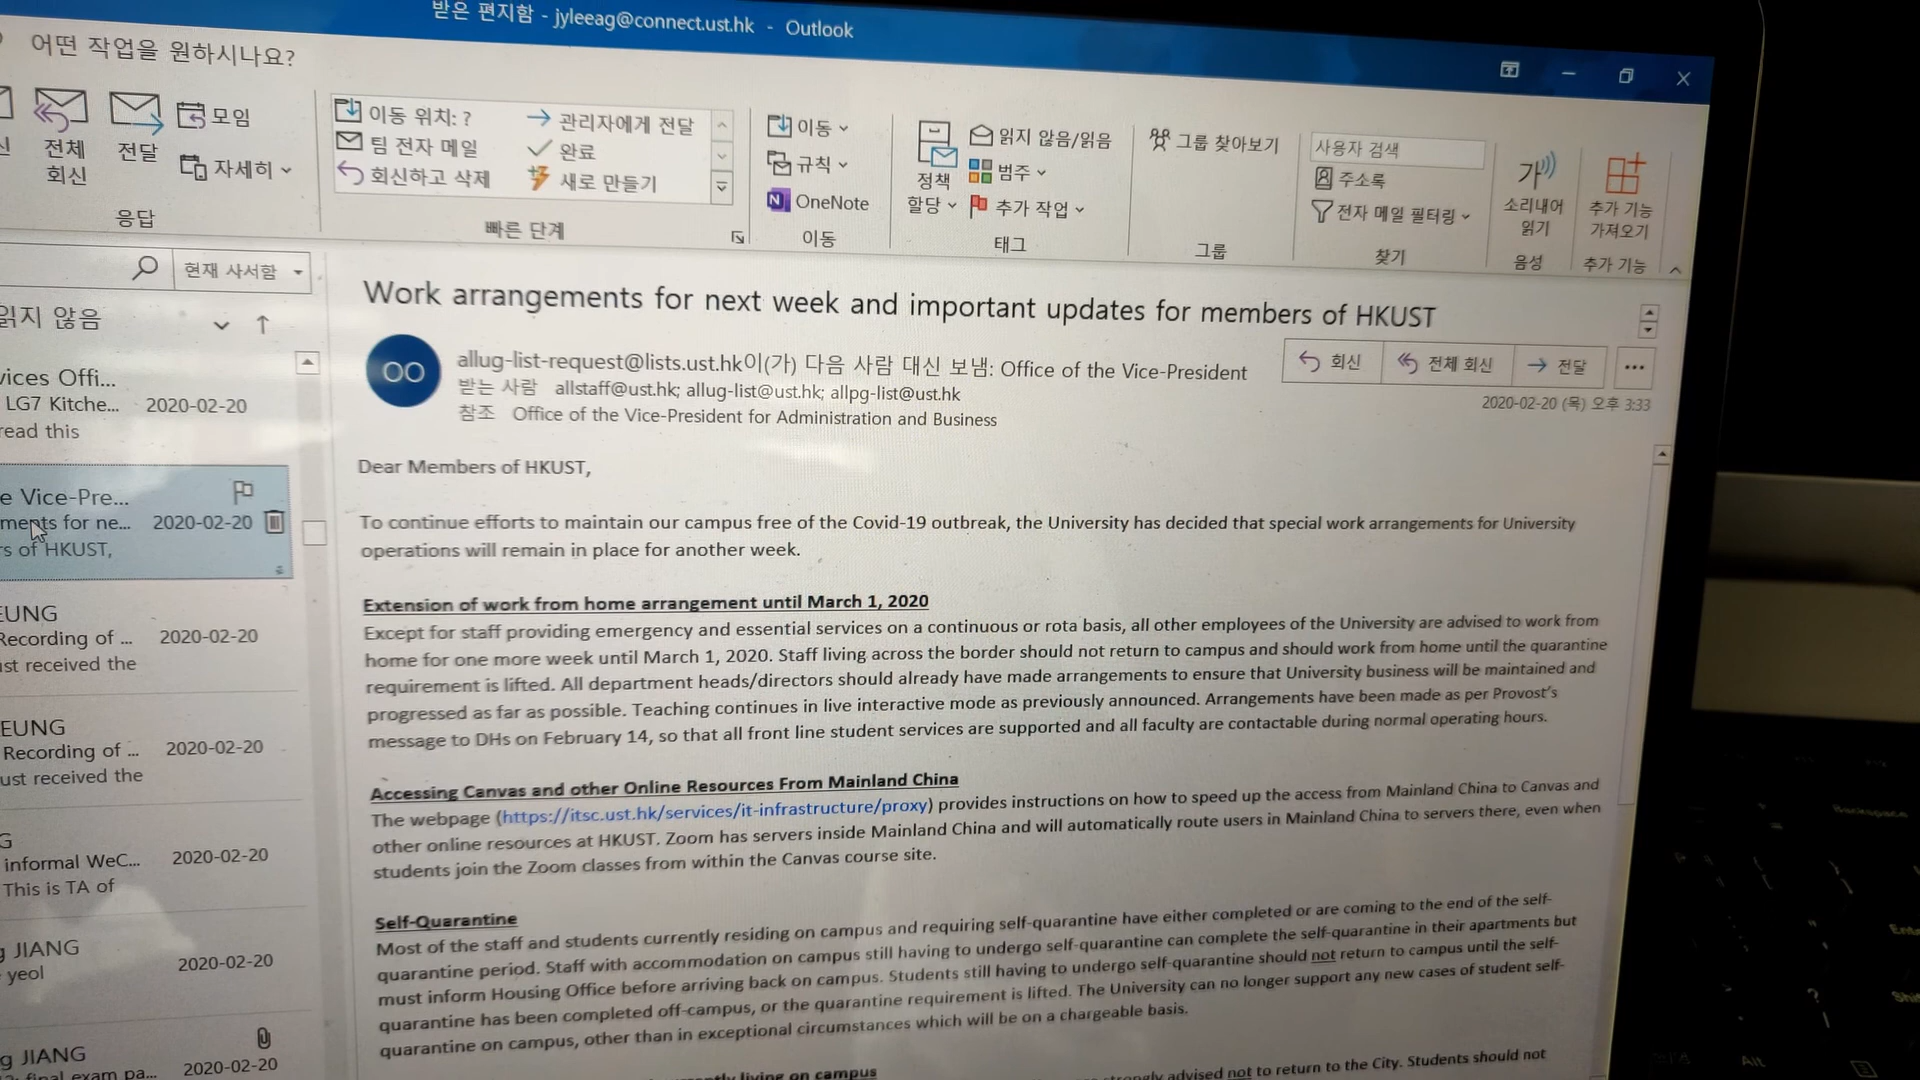 받은 편지함 - jyleeag@connect.ust.hk - Outlook
어떤 작업을 원하시나요?
전체 회신
전달
모임
자세히
응답
이동 위치: ?
팀 전자 메일
회신하고 삭제
관리자에게 전달
완료
새로 만들기
빠른 단계
이동
규칙
OneNote
이동
정책 할당
읽지 않음/읽음
범주
추가 작업
태그
그룹 찾아보기
그룹
사용자 검색
주소록
전자 메일 필터링
찾기
가))
소리내어 읽기
음성
추가 기능 가져오기
추가 기능
현재 사서함
읽지 않음
vices Offi...
LG7 Kitche... 2020-02-20
read this
e Vice-Pre...
ments for ne... 2020-02-20
rs of HKUST,
EUNG
Recording of ... 2020-02-20
ust received the
EUNG
Recording of ... 2020-02-20
ust received the
G
informal WeC... 2020-02-20
This is TA of
g JIANG
yeol 2020-02-20
g JIANG
final exam pa... 2020-02-20
Work arrangements for next week and important updates for members of HKUST
OO
allug-list-request@lists.ust.hk이(가) 다음 사람 대신 보냄: Office of the Vice-President
받는 사람 allstaff@ust.hk; allug-list@ust.hk; allpg-list@ust.hk
참조 Office of the Vice-President for Administration and Business
회신 전체 회신 전달 ...
2020-02-20 (목) 오후 3:33
Dear Members of HKUST,
To continue efforts to maintain our campus free of the Covid-19 outbreak, the University has decided that special work arrangements for University
operations will remain in place for another week.
Extension of work from home arrangement until March 1, 2020
Except for staff providing emergency and essential services on a continuous or rota basis, all other employees of the University are advised to work from
home for one more week until March 1, 2020. Staff living across the border should not return to campus and should work from home until the quarantine
requirement is lifted. All department heads/directors should already have made arrangements to ensure that University business will be maintained and
progressed as far as possible. Teaching continues in live interactive mode as previously announced. Arrangements have been made as per Provost's
message to DHs on February 14, so that all front line student services are supported and all faculty are contactable during normal operating hours.
Accessing Canvas and other Online Resources From Mainland China
The webpage (https://itsc.ust.hk/services/it-infrastructure/proxy) provides instructions on how to speed up the access from Mainland China to Canvas and
other online resources at HKUST. Zoom has servers inside Mainland China and will automatically route users in Mainland China to servers there, even when
students join the Zoom classes from within the Canvas course site.
Self-Quarantine
Most of the staff and students currently residing on campus and requiring self-quarantine have either completed or are coming to the end of the self-
quarantine period. Staff with accommodation on campus still having to undergo self-quarantine can complete the self-quarantine in their apartments but
must inform Housing Office before arriving back on campus. Students still having to undergo self-quarantine should not return to campus until the self-
quarantine has been completed off-campus, or the quarantine requirement is lifted. The University can no longer support any new cases of student self-
quarantine on campus, other than in exceptional circumstances which will be on a chargeable basis.
living on campus
advised not to return to the City. Students should not
Backspace
Alt